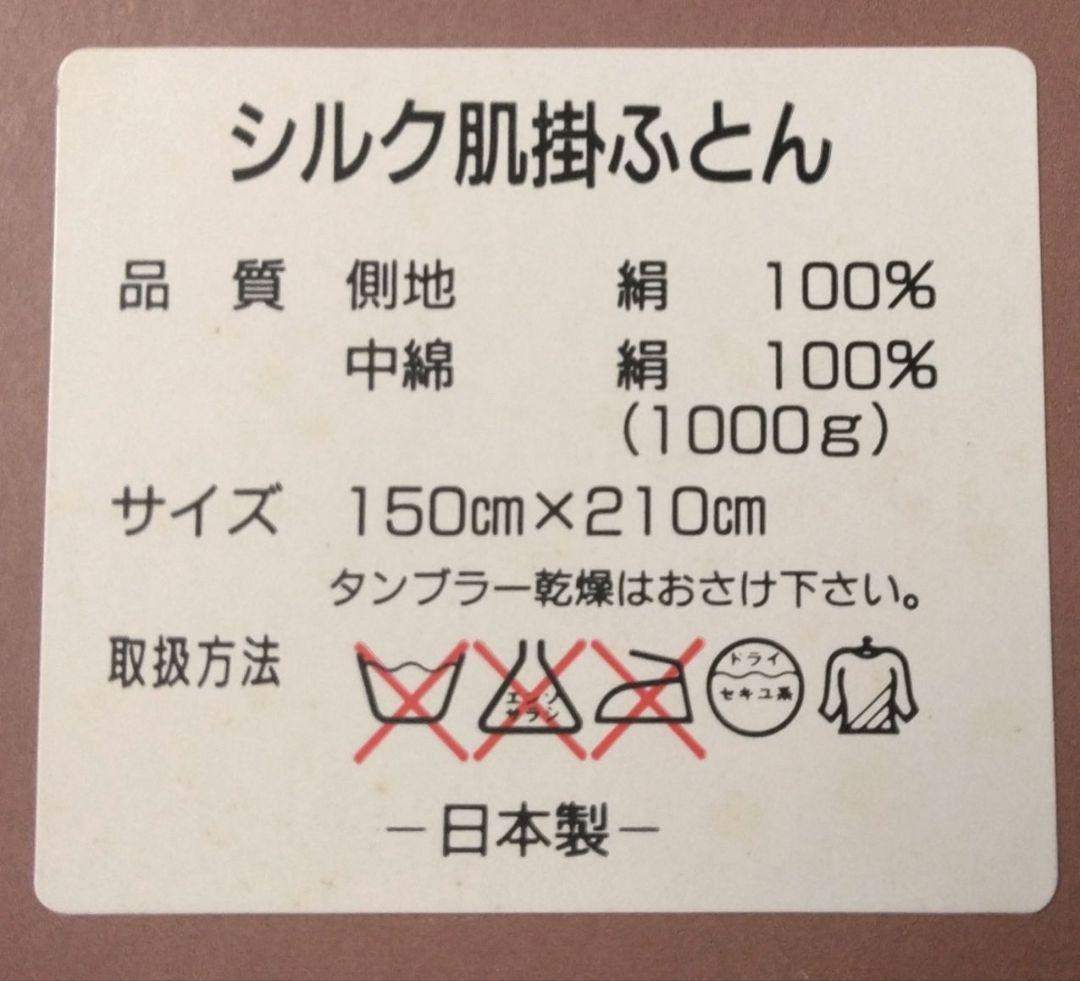 シルク肌掛ふとん
品 質 側地 絹 100%
中綿 絹 100%
(1000g)
サイズ 150cm×210cm
タンブラー乾燥はおさけ下さい。
取扱方法
エンソ
サラシ
ドライ
セキユ系
－日本製－